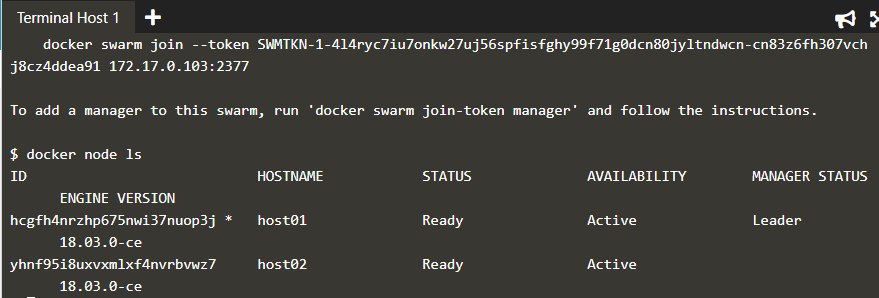 Terminal Host 1
docker swarm join --token SWMTKN-1-4l4ryc7iu7onkw27uj56spfisfghy99f71g0dcn80jyltndwcn-cn83z6fh307vch
j8cz4ddea91 172.17.0.103:2377
To add a manager to this swarm, run 'docker swarm join-token manager' and follow the instructions.
$ docker node ls
ID HOSTNAME STATUS AVAILABILITY MANAGER STATUS
ENGINE VERSION
hcgfh4nrzhp675nwi37nuop3j * host01 Ready Active Leader
18.03.0-ce
yhnf95i8uxvxmlxf4nvrbvwz7 host02 Ready Active
18.03.0-ce